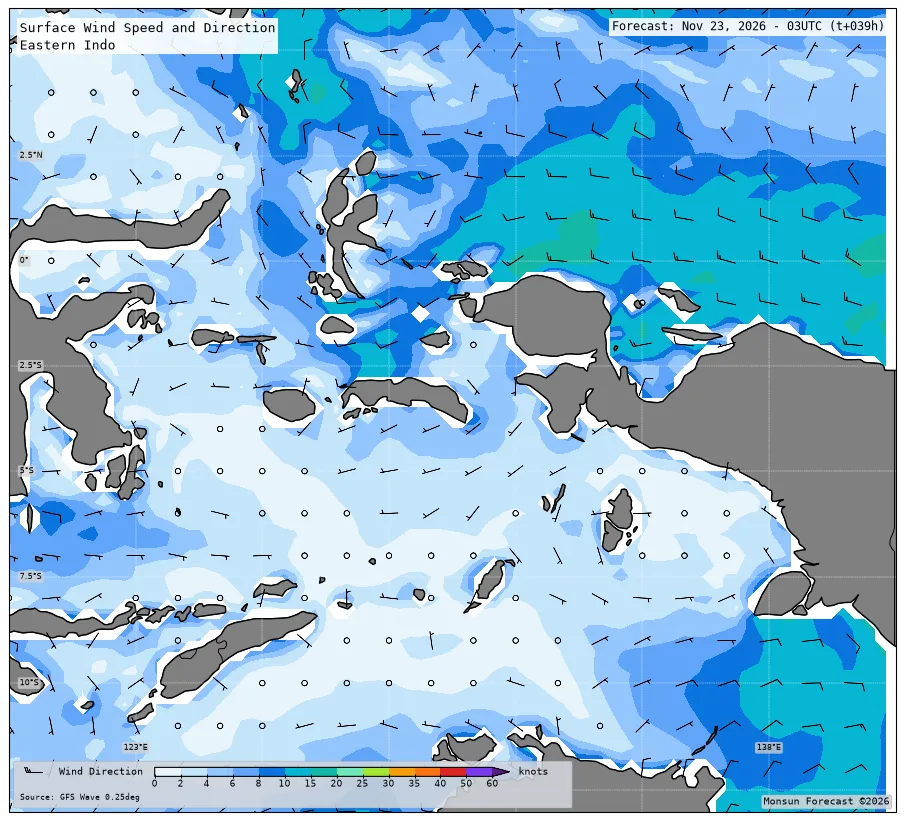 Surface Wind Speed and Direction
Eastern Indo
Forecast: Nov 23, 2026 - 03UTC (t+039h)
2.5°N
0°
2.5°S
5°S
7.5°S
10°S
123°E
138°E
Wind Direction
0 2 4 6 8 10 15 20 25 30 35 40 50 60
knots
Source: GFS Wave 0.25deg
Monsun Forecast ©2026